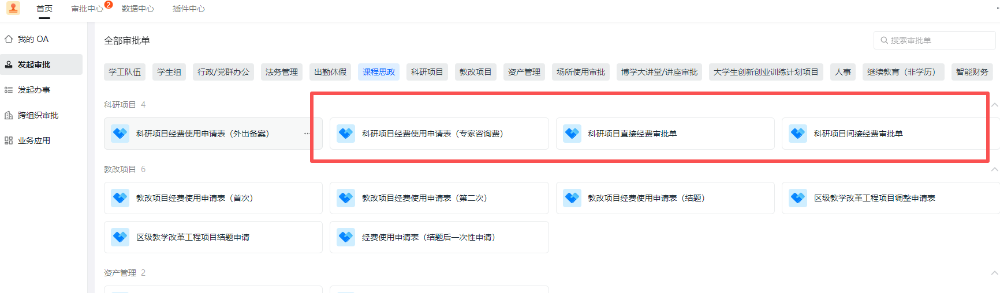 首页 审批中心 2 数据中心 插件中心
我的 OA
发起审批
发起办事
跨组织审批
业务应用
全部审批单
搜索审批单
学工队伍 学生组 行政/党群办公 法务管理 出勤休假 课程思政 科研项目 教改项目 资产管理 场所使用审批 博学大讲堂/讲座审批 大学生创新创业训练计划项目 人事 继续教育（非学历） 智能财务
科研项目 4
科研项目经费使用申请表（外出备案） ... 科研项目经费使用申请表（专家咨询费） 科研项目直接经费审批单 科研项目间接经费审批单
教改项目 6
教改项目经费使用申请表（首次） 教改项目经费使用申请表（第二次） 教改项目经费使用申请表（结题） 区级教学改革工程项目调整申请表
区级教学改革工程项目结题申请 经费使用申请表（结题后一次性申请）
资产管理 2